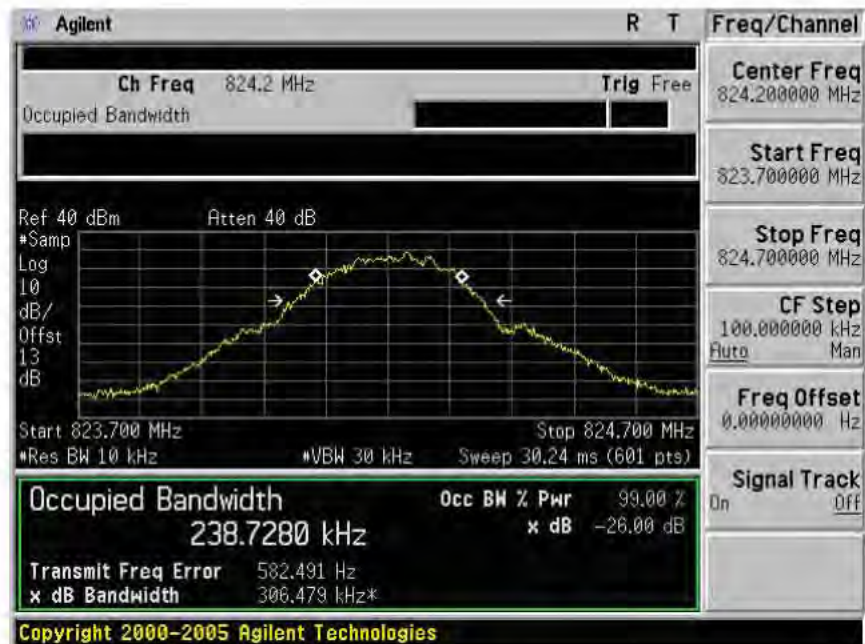 Agilent R T
Freq/Channel
Ch Freq 824.2 MHz Trig Free
Occupied Bandwidth
Center Freq
824.200000 MHz
Start Freq
823.700000 MHz
Stop Freq
824.700000 MHz
CF Step
100.000000 kHz
Auto Man
Freq Offset
0.00000000 Hz
Signal Track
On Off
Ref 40 dBm Atten 40 dB
#Samp
Log
10
dB/
Offst
13
dB
Start 823.700 MHz Stop 824.700 MHz
#Res BW 10 kHz #VBW 30 kHz Sweep 30.24 ms (601 pts)
Occupied Bandwidth
238.7280 kHz
Occ BW % Pwr 99.00 %
x dB -26.00 dB
Transmit Freq Error 582.491 Hz
x dB Bandwidth 306.479 kHz*
Copyright 2000-2005 Agilent Technologies